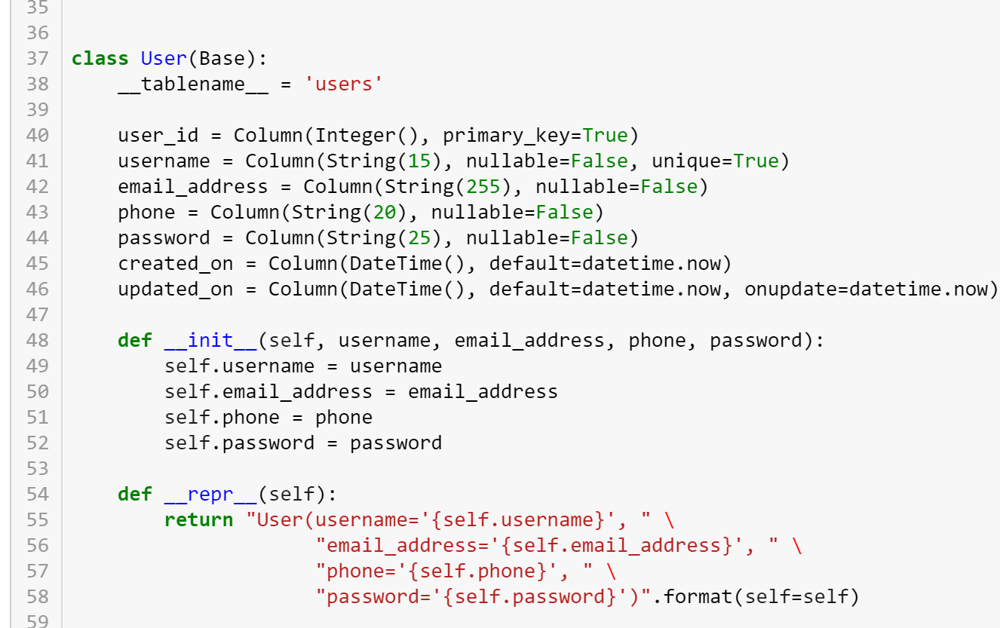 35
36
37 class User(Base):
38     __tablename__ = 'users'
39
40     user_id = Column(Integer(), primary_key=True)
41     username = Column(String(15), nullable=False, unique=True)
42     email_address = Column(String(255), nullable=False)
43     phone = Column(String(20), nullable=False)
44     password = Column(String(25), nullable=False)
45     created_on = Column(DateTime(), default=datetime.now)
46     updated_on = Column(DateTime(), default=datetime.now, onupdate=datetime.now)
47
48     def __init__(self, username, email_address, phone, password):
49         self.username = username
50         self.email_address = email_address
51         self.phone = phone
52         self.password = password
53
54     def __repr__(self):
55         return "User(username='{self.username}', " \
56                      "email_address='{self.email_address}', " \
57                      "phone='{self.phone}', " \
58                      "password='{self.password}')".format(self=self)
59